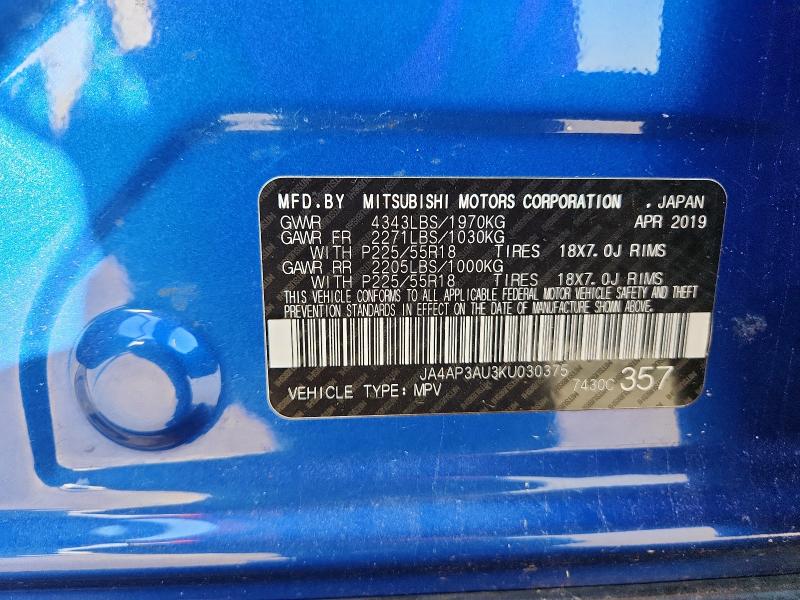 MFD.BY MITSUBISHI MOTORS CORPORATION . JAPAN
GVWR 4343LBS/1970KG APR 2019
GAWR FR 2271LBS/1030KG
WITH P225/55R18 TIRES 18X7.0J RIMS
GAWR RR 2205LBS/1000KG
WITH P225/55R18 TIRES 18X7.0J RIMS
THIS VEHICLE CONFORMS TO ALL APPLICABLE FEDERAL MOTOR VEHICLE SAFETY AND THEFT
PREVENTION STANDARDS IN EFFECT ON THE DATE OF MANUFACTURE SHOWN ABOVE.
JA4AP3AU3KU030375
VEHICLE TYPE: MPV 7430C 357